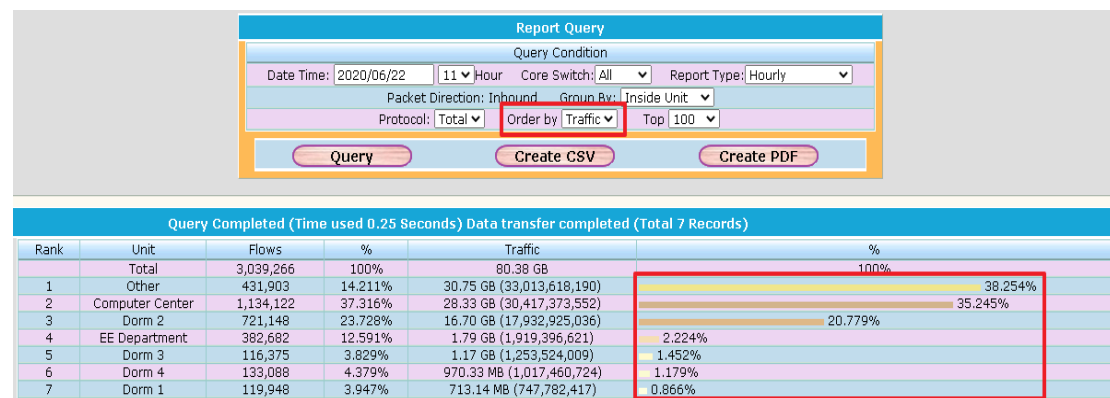 Report Query
Query Condition
Date Time: 2020/06/22 11 Hour Core Switch: All Report Type: Hourly
Packet Direction: Inbound Group By: Inside Unit
Protocol: Total Order by Traffic Top 100
Query Create CSV Create PDF
Query Completed (Time used 0.25 Seconds) Data transfer completed (Total 7 Records)
Rank Unit Flows % Traffic %
Total 3,039,266 100% 80.38 GB 100%
1 Other 431,903 14.211% 30.75 GB (33,013,618,190) 38.254%
2 Computer Center 1,134,122 37.316% 28.33 GB (30,417,373,552) 35.245%
3 Dorm 2 721,148 23.728% 16.70 GB (17,932,925,036) 20.779%
4 EE Department 382,682 12.591% 1.79 GB (1,919,396,621) 2.224%
5 Dorm 3 116,375 3.829% 1.17 GB (1,253,524,009) 1.452%
6 Dorm 4 133,088 4.379% 970.33 MB (1,017,460,724) 1.179%
7 Dorm 1 119,948 3.947% 713.14 MB (747,782,417) 0.866%